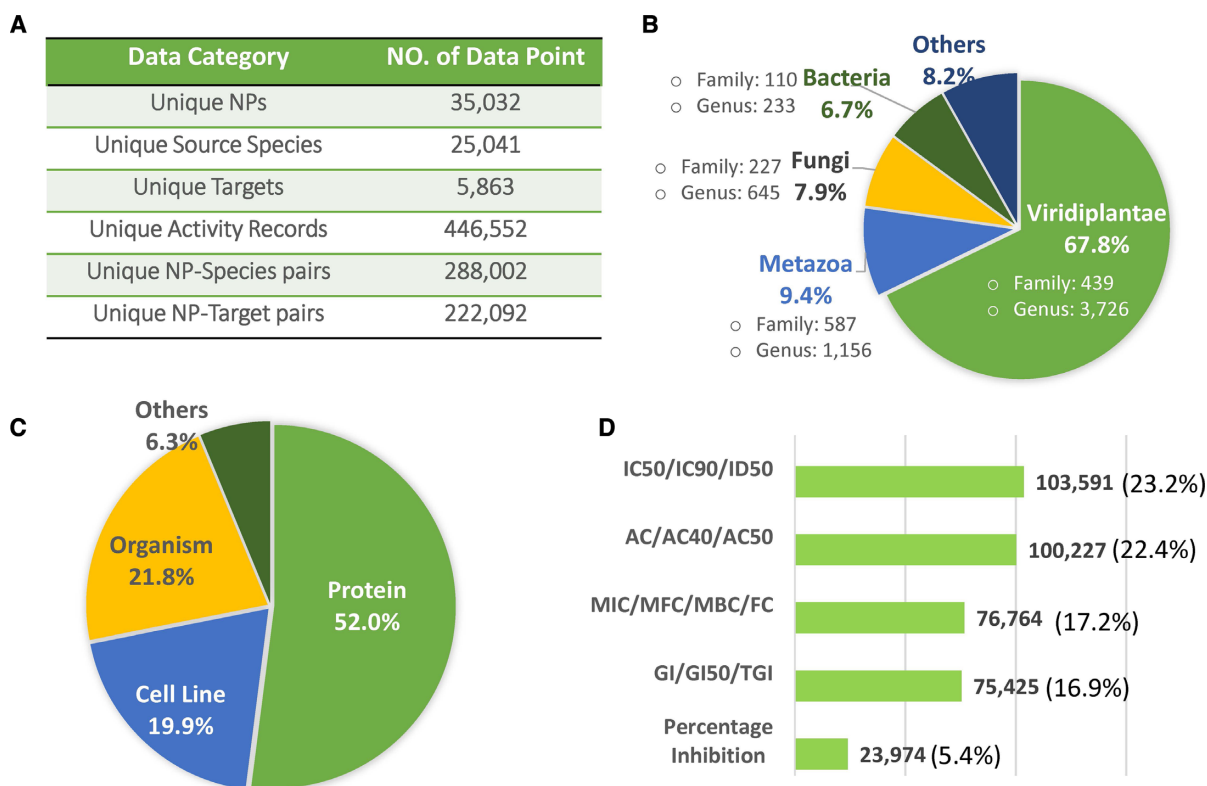 A
Data Category NO. of Data Point
Unique NPs 35,032
Unique Source Species 25,041
Unique Targets 5,863
Unique Activity Records 446,552
Unique NP-Species pairs 288,002
Unique NP-Target pairs 222,092
B
Others
8.2%
○ Family: 110
○ Genus: 233
Bacteria
6.7%
○ Family: 227
○ Genus: 645
Fungi
7.9%
Viridiplantae
67.8%
○ Family: 439
○ Genus: 3,726
Metazoa
9.4%
○ Family: 587
○ Genus: 1,156
C
Others
6.3%
Organism
21.8%
Protein
52.0%
Cell Line
19.9%
D
IC50/IC90/ID50 103,591 (23.2%)
AC/AC40/AC50 100,227 (22.4%)
MIC/MFC/MBC/FC 76,764 (17.2%)
GI/GI50/TGI 75,425 (16.9%)
Percentage
Inhibition 23,974 (5.4%)